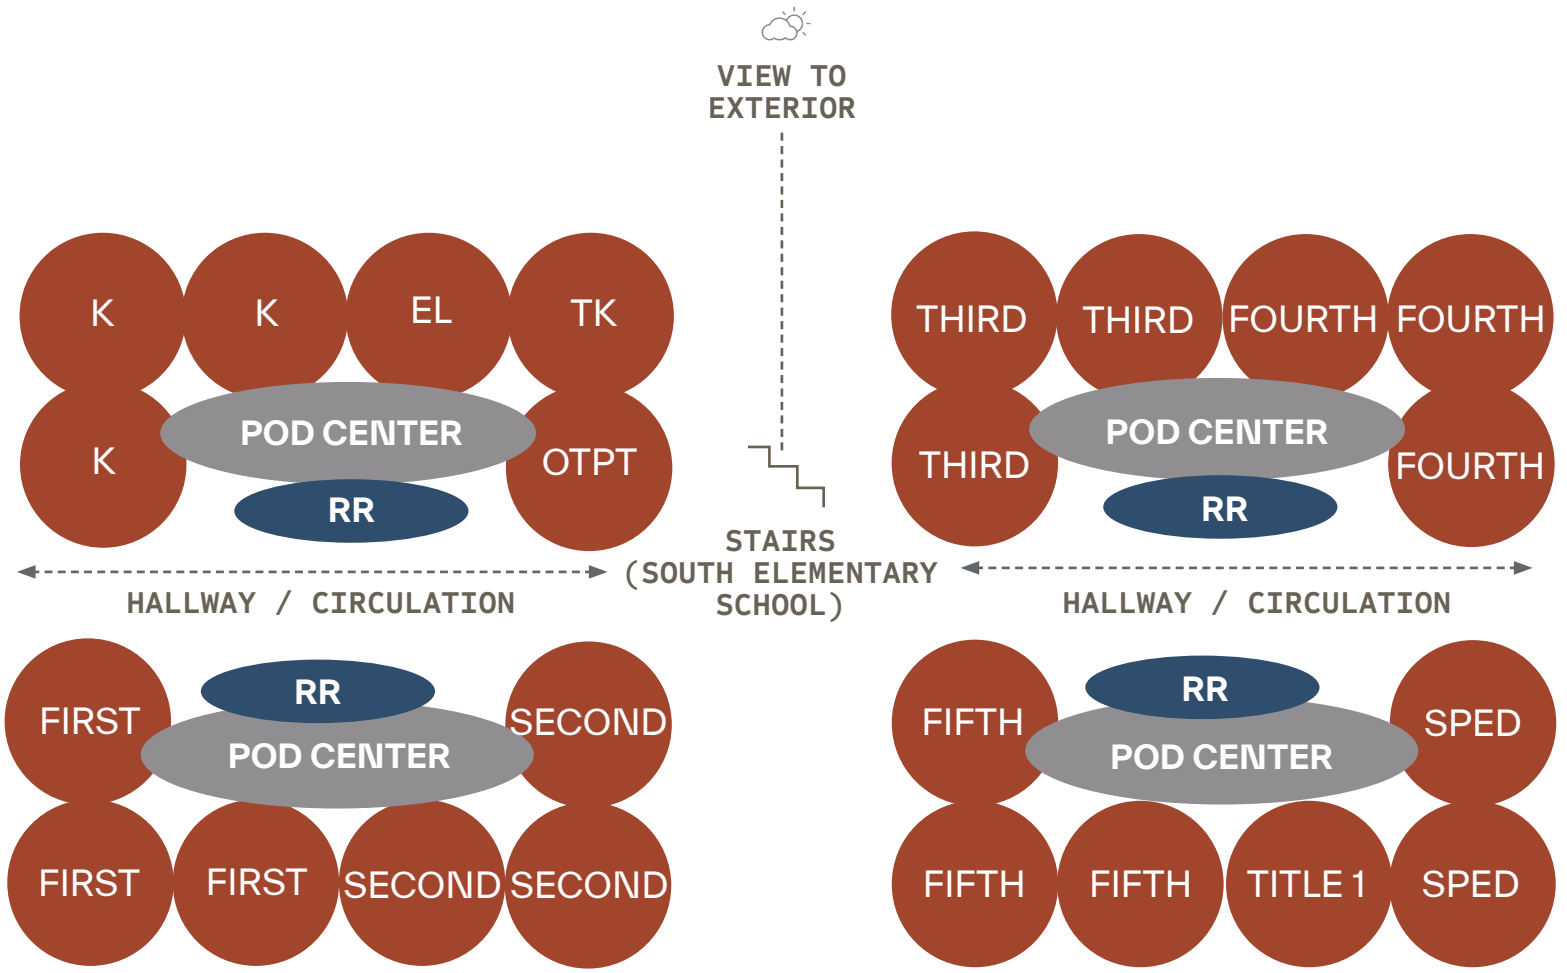 VIEW TO
EXTERIOR
K
K
EL
TK
K
POD CENTER
OTPT
RR
HALLWAY / CIRCULATION
STAIRS
(SOUTH ELEMENTARY
SCHOOL)
THIRD
THIRD
FOURTH
FOURTH
THIRD
POD CENTER
FOURTH
RR
HALLWAY / CIRCULATION
RR
FIRST
SECOND
POD CENTER
FIRST
FIRST
SECOND
SECOND
RR
FIFTH
SPED
POD CENTER
FIFTH
FIFTH
TITLE 1
SPED